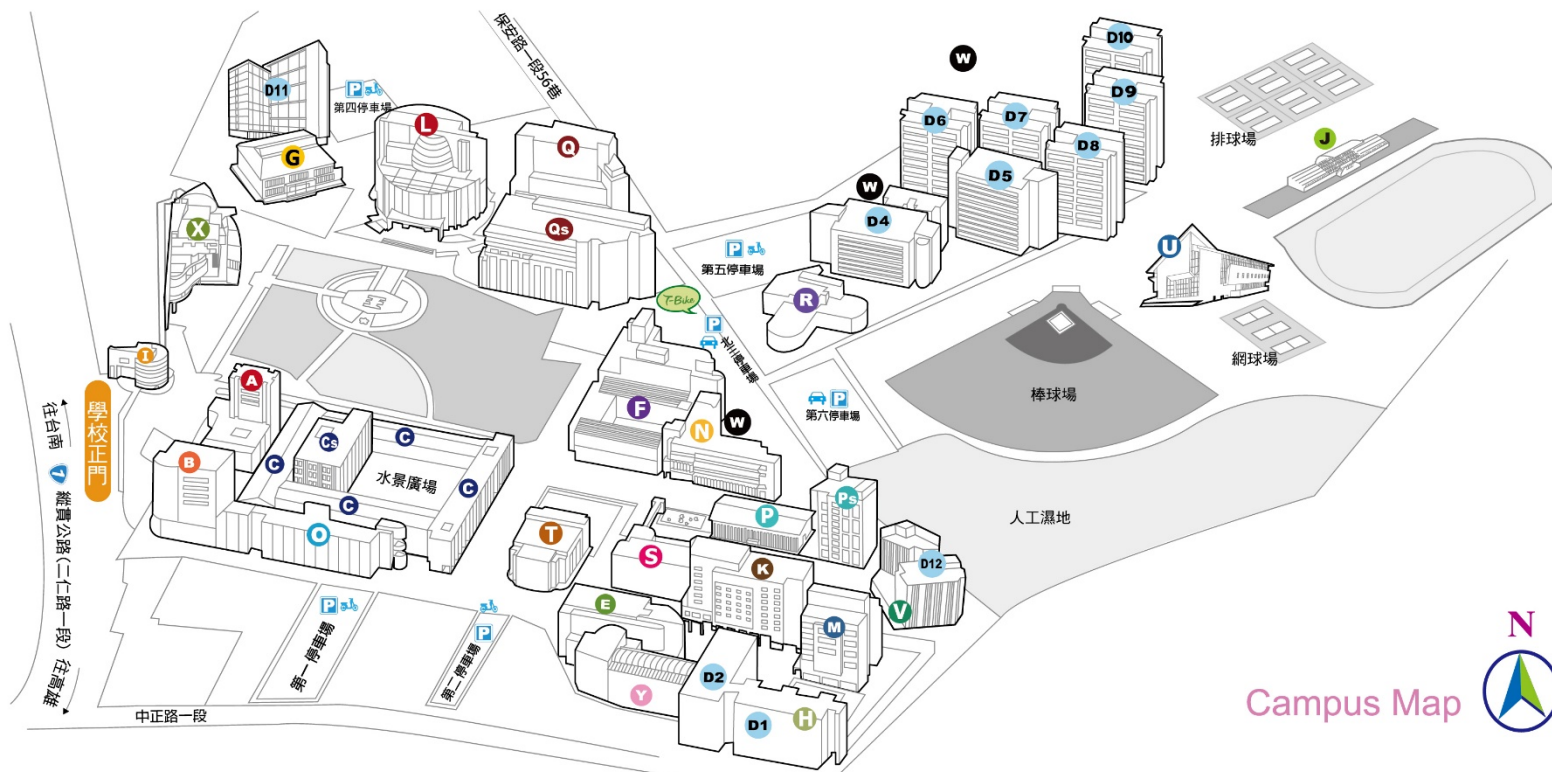 保安路一段56巷
D11
P
第四停車場
L
G
Q
X
Qs
W
D10
D9
D6
D7
D8
D5
W
D4
排球場
J
P
第五停車場
R
U
T-Bike
P
北三停車場
網球場
棒球場
P
第六停車場
I
學校正門
往台南 1 縱貫公路(二仁路一段) 往高雄
A
B
C
Cs
C
C
C
水景廣場
O
F
N
W
P
Ps
人工濕地
T
S
K
D12
V
E
M
P
第一停車場
P
第二停車場
Y
D2
D1
H
中正路一段
N
Campus Map